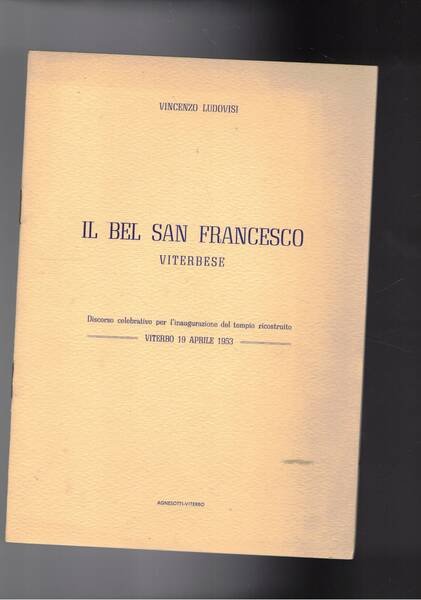 VINCENZO LUDOVISI
IL BEL SAN FRANCESCO
VITERBESE
Discorso celebrativo per l'inaugurazione del tempio ricostruito
VITERBO 19 APRILE 1953
AGNESOTTI-VITERBO